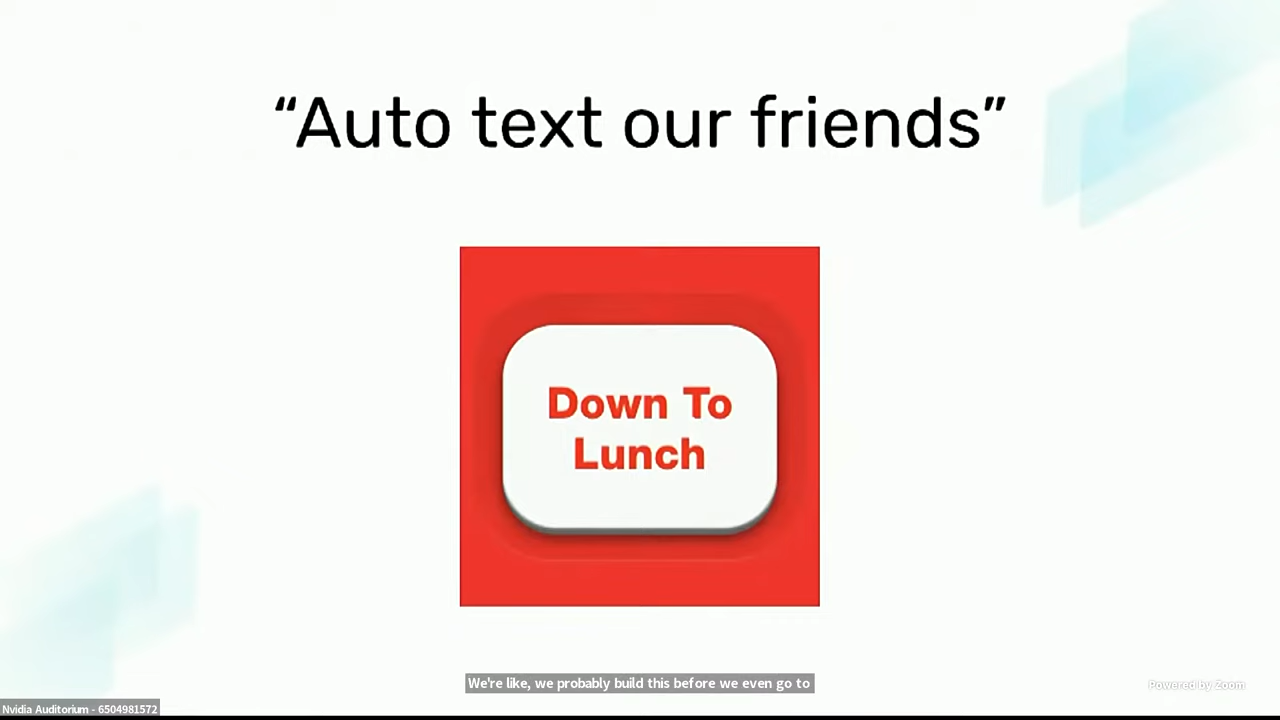 “Auto text our friends”
Down To
Lunch
We're like, we probably build this before we even go to
Powered by Zoom
Nvidia Auditorium - 6504981572